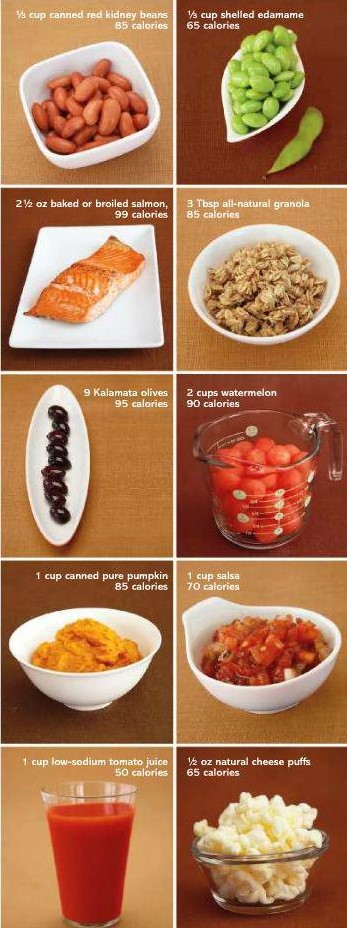 ⅓ cup canned red kidney beans
85 calories
⅓ cup shelled edamame
65 calories
2½ oz baked or broiled salmon,
99 calories
3 Tbsp all-natural granola
85 calories
9 Kalamata olives
95 calories
2 cups watermelon
90 calories
1 cup canned pure pumpkin
85 calories
1 cup salsa
70 calories
1 cup low-sodium tomato juice
50 calories
½ oz natural cheese puffs
65 calories